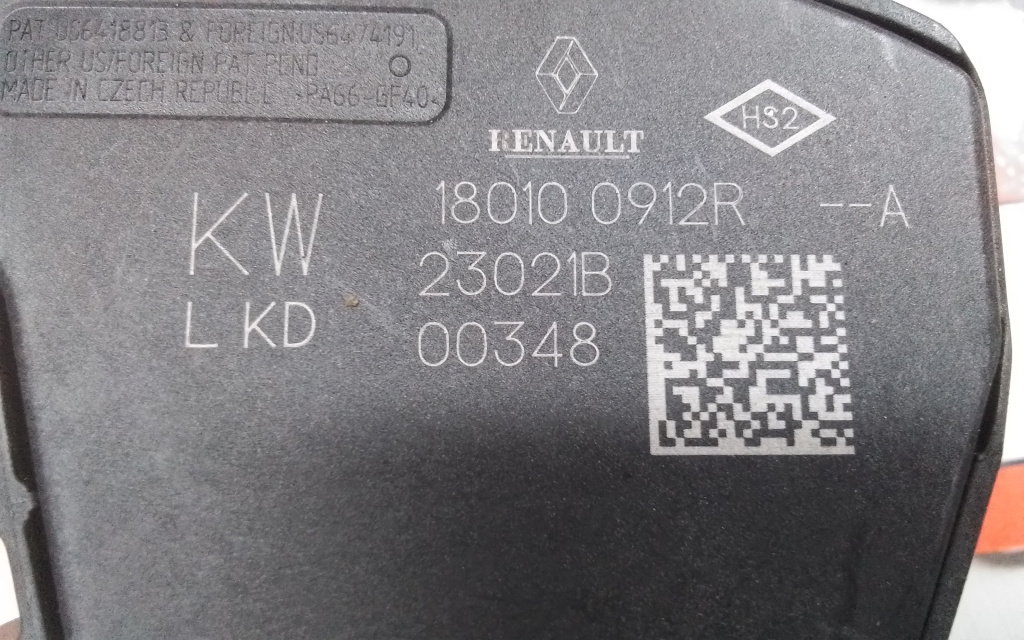 PAT US6418813 & FOREIGN US6474191
OTHER US/FOREIGN PAT PEND
MADE IN CZECH REPUBLIC >PA66-GF40<
RENAULT
HS2
KW
LKD
18010 0912R --A
23021B
00348